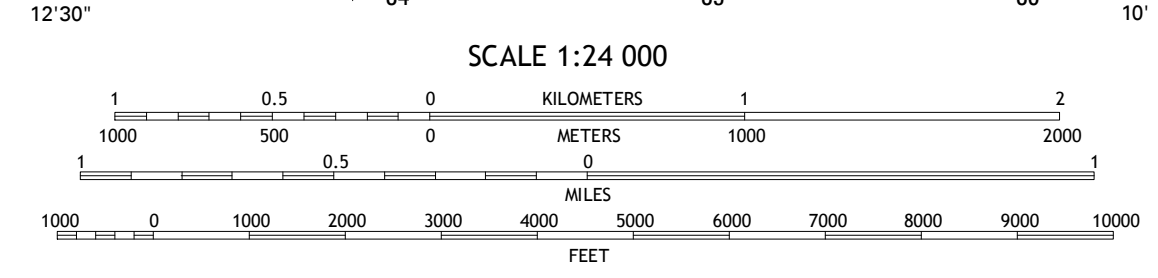 12'30" 10'
SCALE 1:24 000
1 0.5 0 KILOMETERS 1 2
1000 500 0 METERS 1000 2000
1 0.5 0 1
MILES
1000 0 1000 2000 3000 4000 5000 6000 7000 8000 9000 10000
FEET